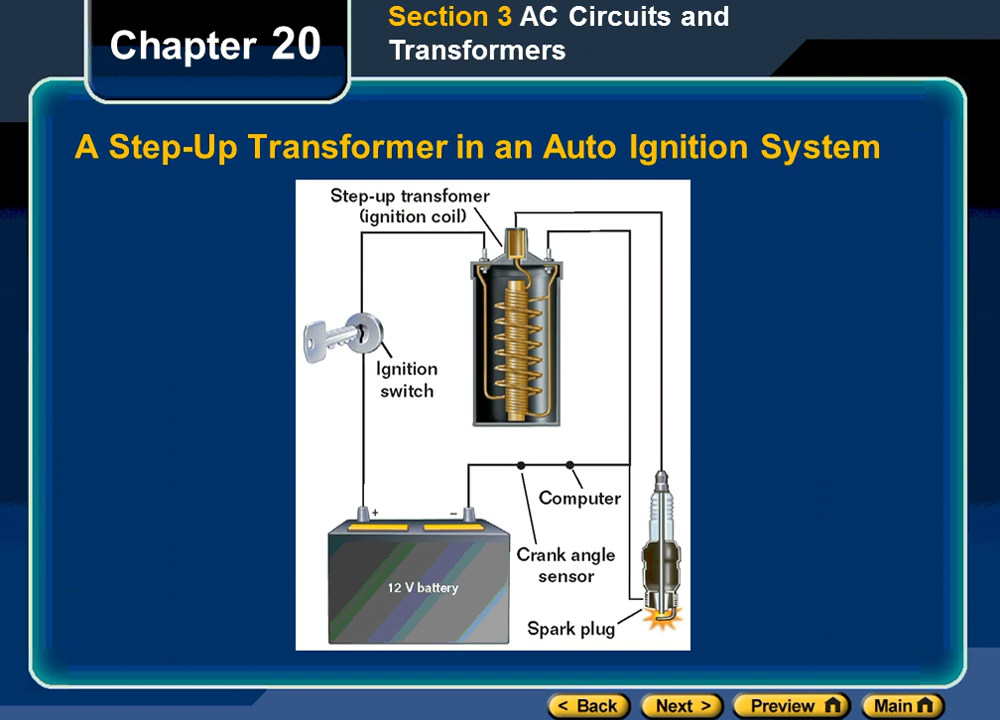 Chapter 20
Section 3 AC Circuits and
Transformers
A Step-Up Transformer in an Auto Ignition System
Step-up transfomer
(ignition coil)
Ignition
switch
+
–
Computer
Crank angle
sensor
12 V battery
Spark plug
< Back
Next >
Preview
Main